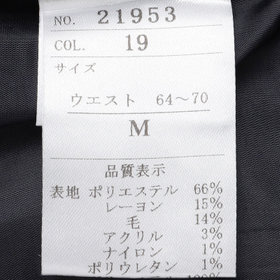 NO. 21953
COL. 19
サイズ
ウエスト 64～70
M
品質表示
表地 ポリエステル 66%
レーヨン 15%
毛 14%
アクリル 3%
ナイロン 1%
ポリウレタン 1%